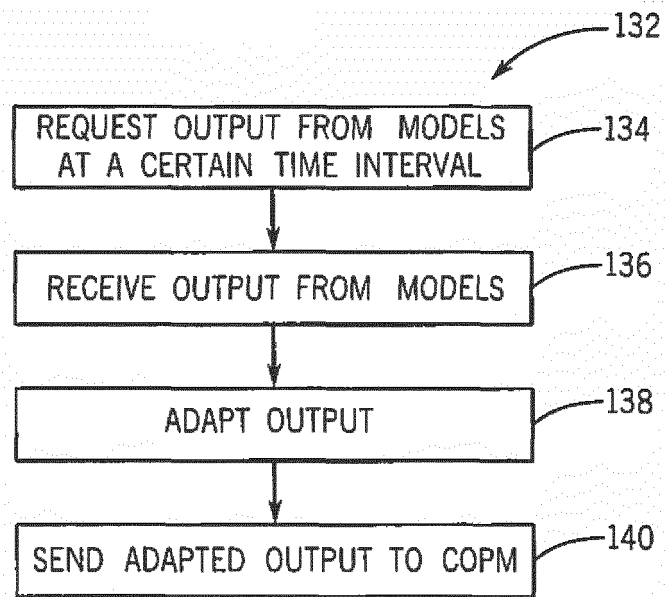 132
REQUEST OUTPUT FROM MODELS
AT A CERTAIN TIME INTERVAL
134
RECEIVE OUTPUT FROM MODELS
136
ADAPT OUTPUT
138
SEND ADAPTED OUTPUT TO COPM
140